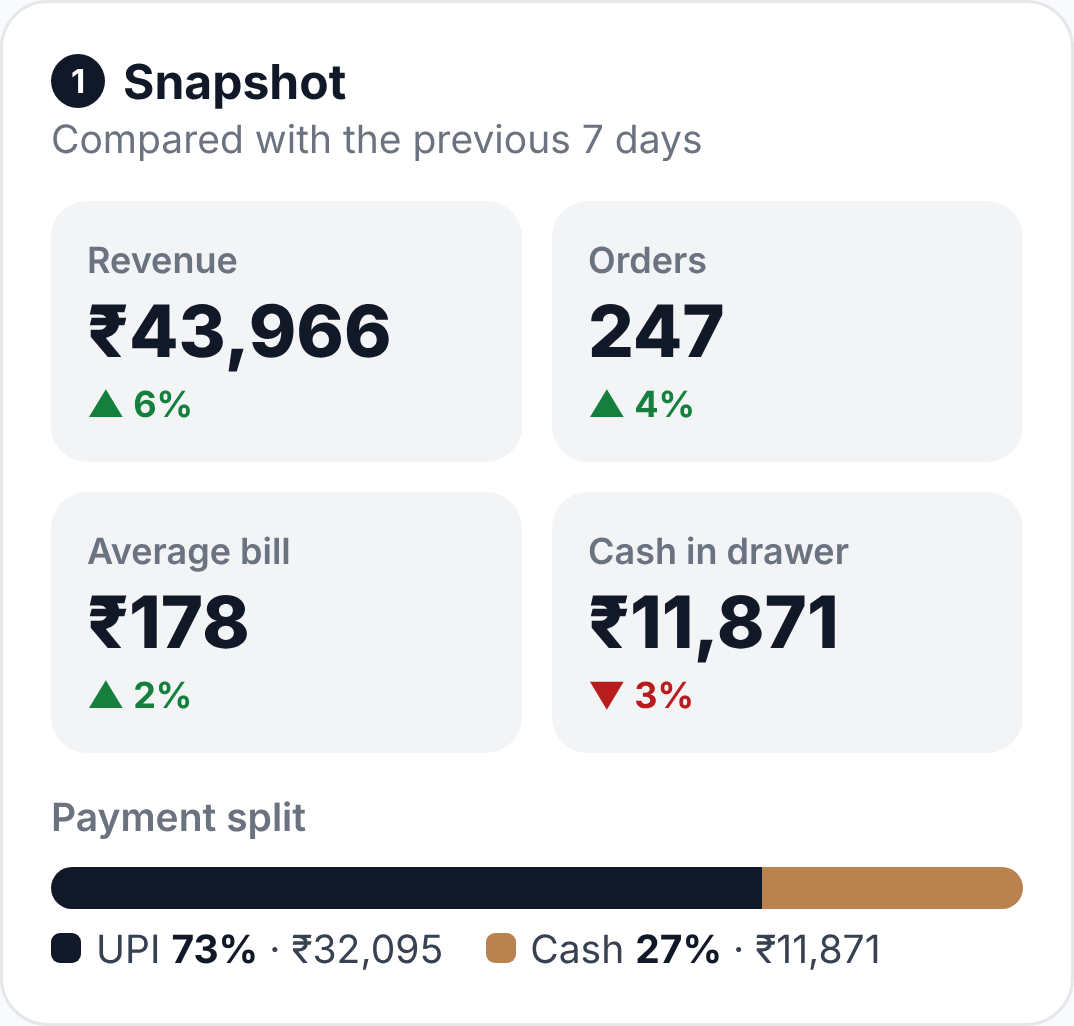 1 Snapshot
Compared with the previous 7 days
Revenue
₹43,966
▲ 6%
Orders
247
▲ 4%
Average bill
₹178
▲ 2%
Cash in drawer
₹11,871
▼ 3%
Payment split
UPI 73% · ₹32,095
Cash 27% · ₹11,871